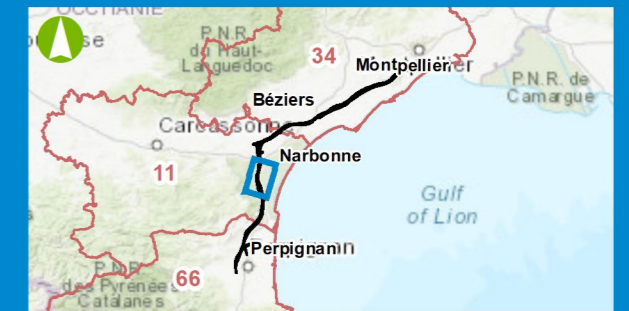 OCCITANIE
P.N.R.
du Haut-
Languedoc
34
Montpellier
P.N.R. de
Camargue
Béziers
Carcassonne
Narbonne
11
Gulf
of Lion
Perpignan
P.N.R.
des Pyrénées
Catalanes
66